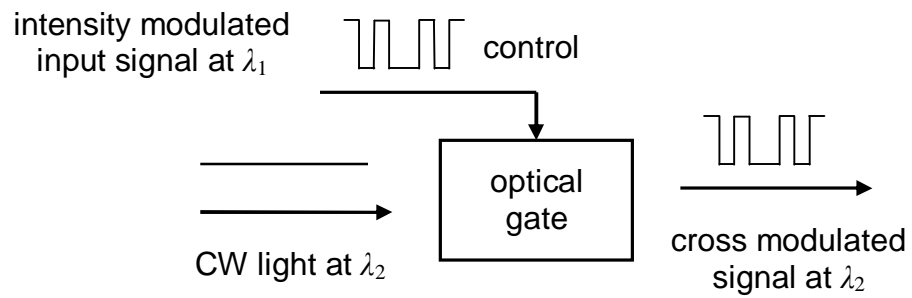 intensity modulated
input signal at λ1
control
optical
gate
CW light at λ2
cross modulated
signal at λ2